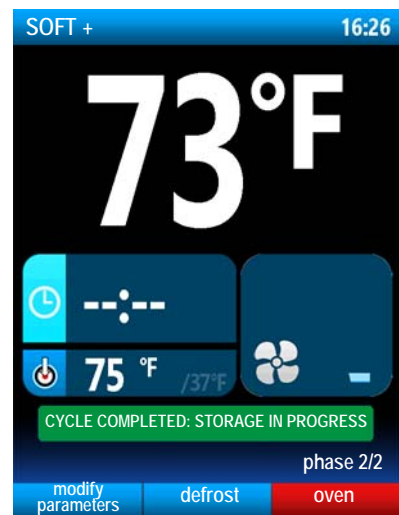 SOFT + 16:26
73°F
--:--
75 °F /37°F
CYCLE COMPLETED: STORAGE IN PROGRESS
phase 2/2
modify parameters defrost oven